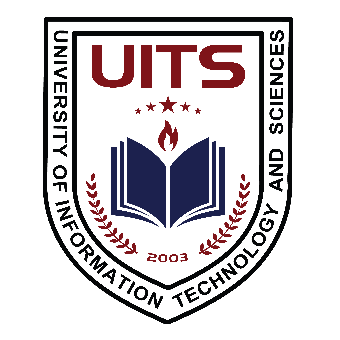 UITS
UNIVERSITY OF INFORMATION TECHNOLOGY AND SCIENCES
2003